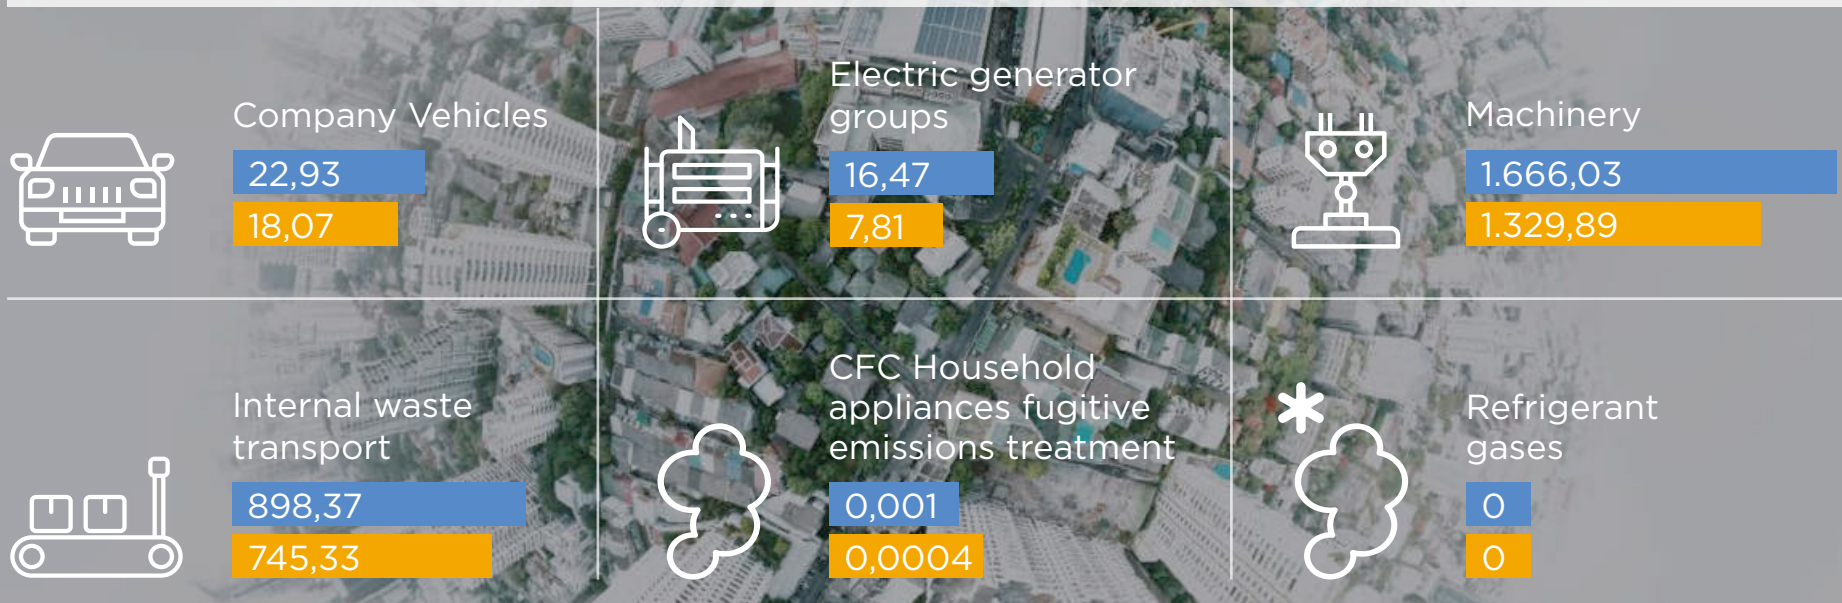 Company Vehicles
22,93
18,07
Electric generator
groups
16,47
7,81
Machinery
1.666,03
1.329,89
Internal waste
transport
898,37
745,33
CFC Household
appliances fugitive
emissions treatment
0,001
0,0004
Refrigerant
gases
0
0